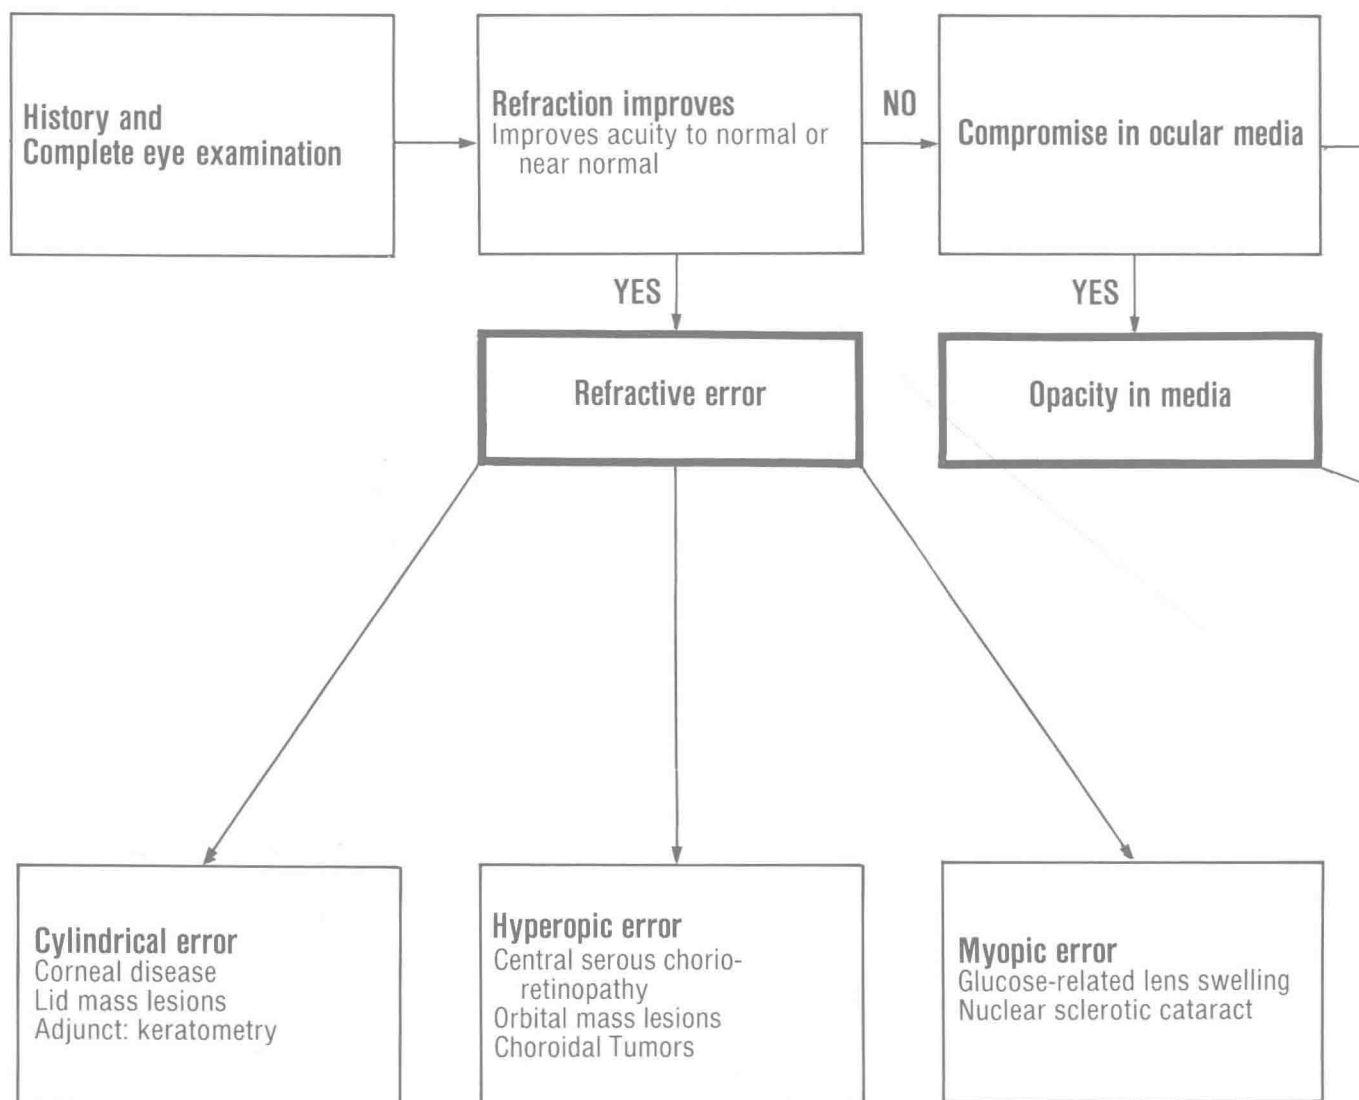 History and
Complete eye examination
Refraction improves
Improves acuity to normal or
near normal
NO
Compromise in ocular media
YES
YES
Refractive error
Opacity in media
Cylindrical error
Corneal disease
Lid mass lesions
Adjunct: keratometry
Hyperopic error
Central serous chorio-
retinopathy
Orbital mass lesions
Choroidal Tumors
Myopic error
Glucose-related lens swelling
Nuclear sclerotic cataract